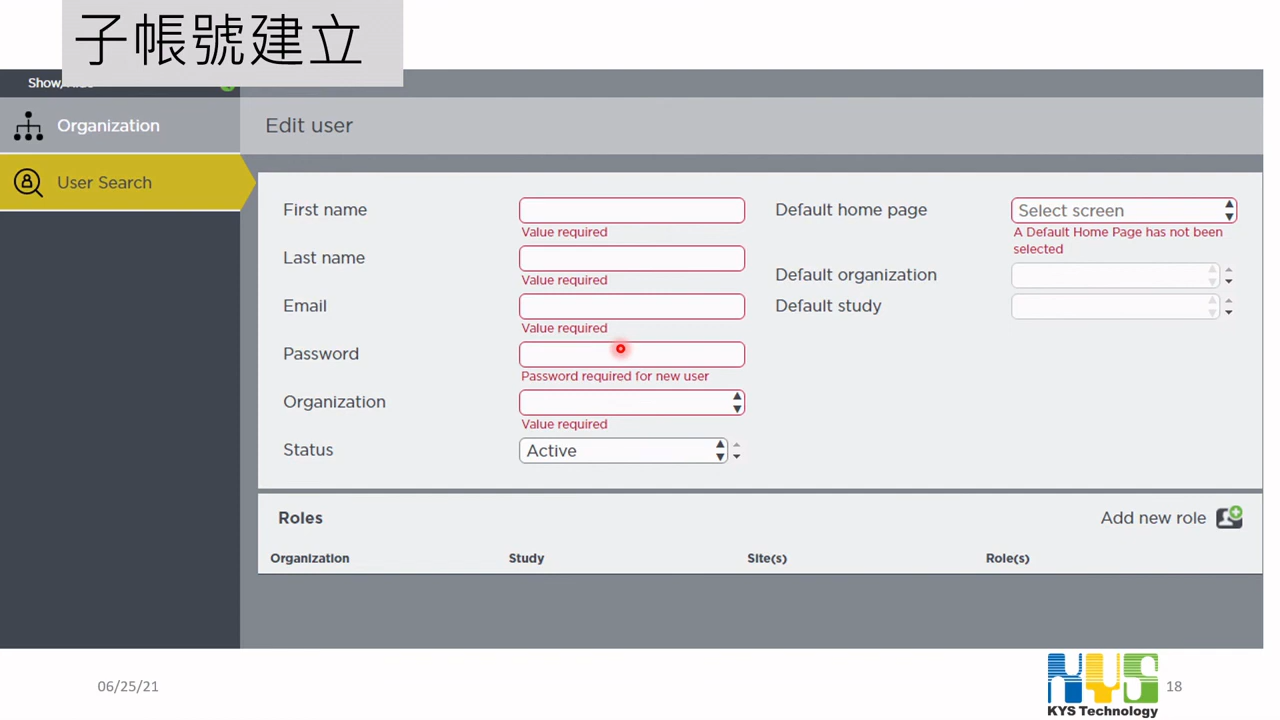 子帳號建立
Show/Hide
Organization
Edit user
User Search
First name
Value required
Last name
Value required
Email
Value required
Password
Password required for new user
Organization
Value required
Status
Active
Default home page
Select screen
A Default Home Page has not been
selected
Default organization
Default study
Roles
Add new role
Organization Study Site(s) Role(s)
06/25/21
KYS Technology
18